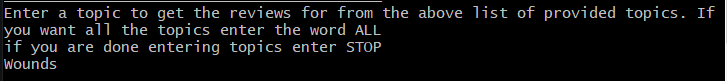 Enter a topic to get the reviews for from the above list of provided topics. If
you want all the topics enter the word ALL
if you are done entering topics enter STOP
Wounds